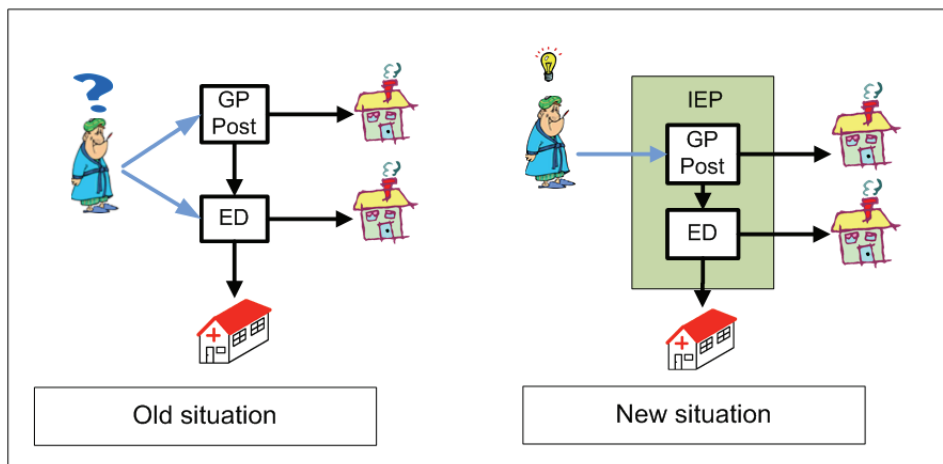 ?
GP
Post
ED
Old situation
IEP
GP
Post
ED
New situation